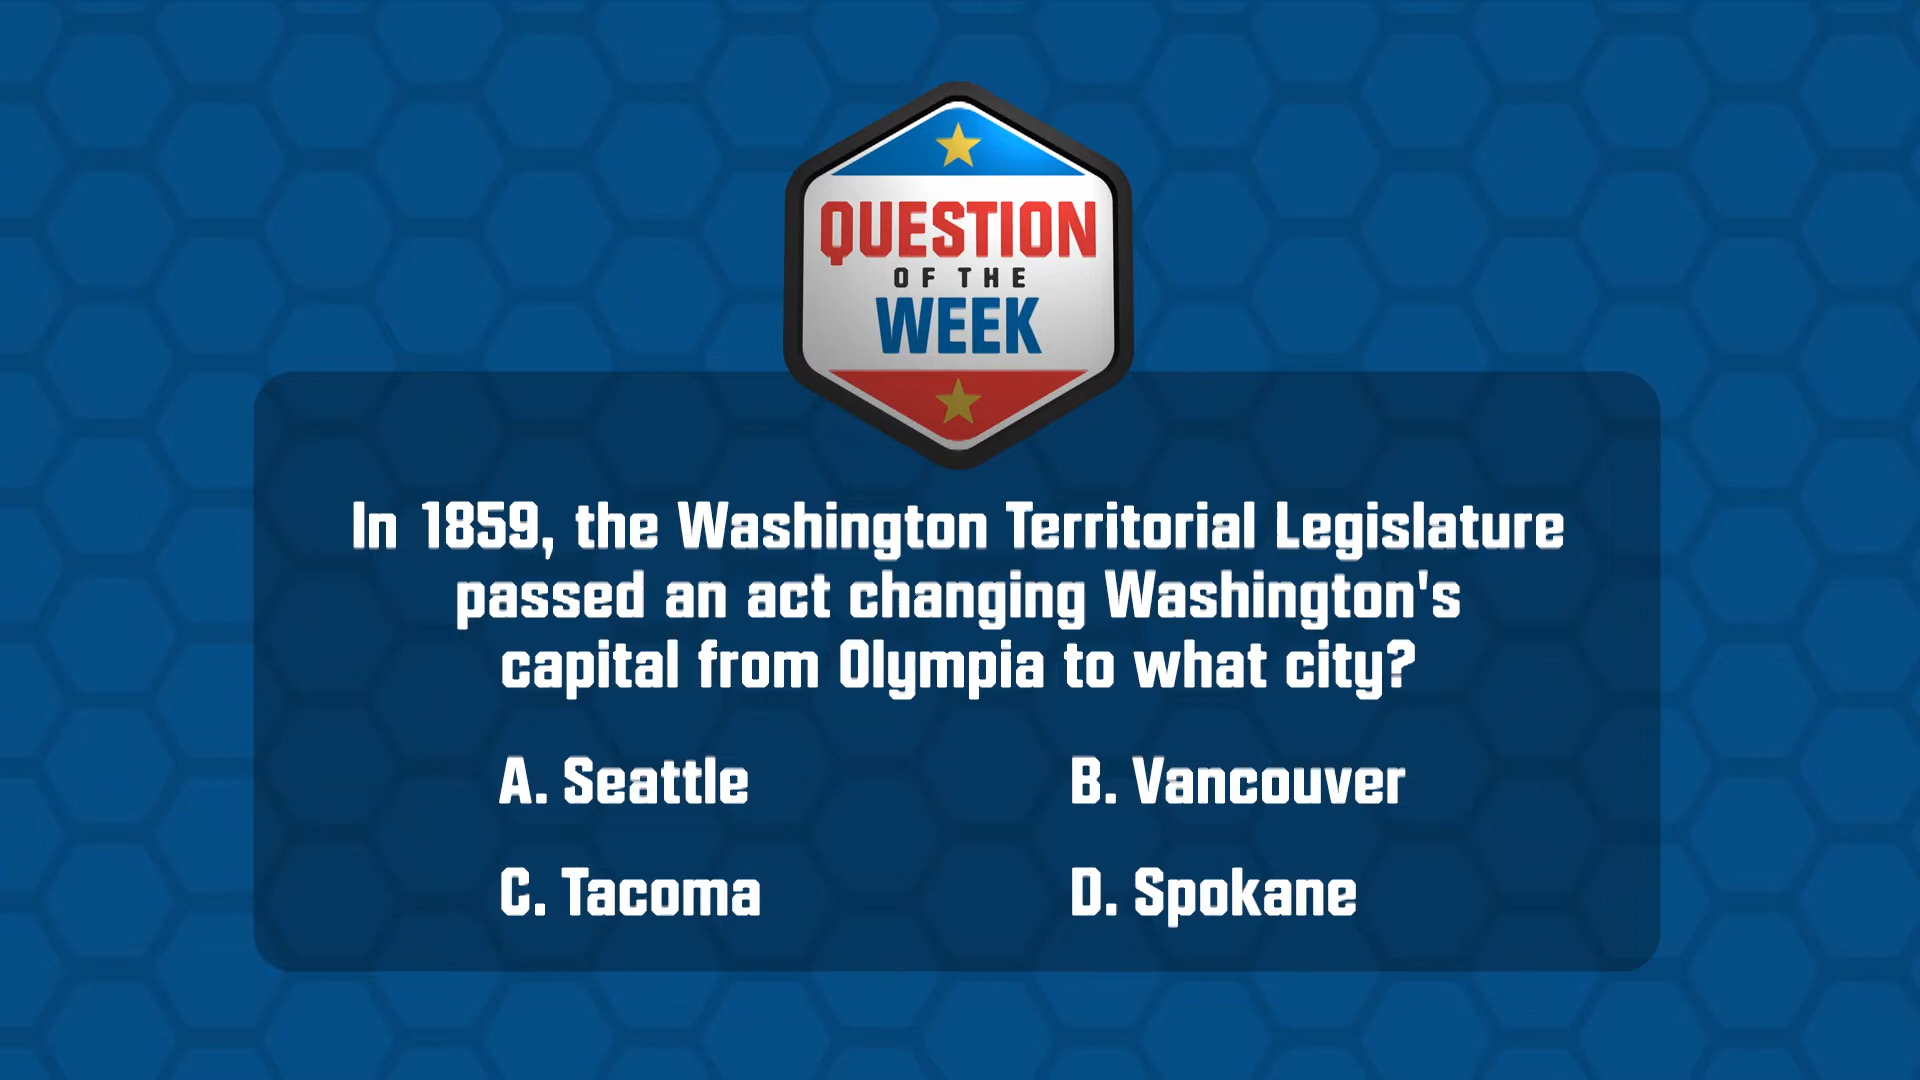 QUESTION
OF THE
WEEK
In 1859, the Washington Territorial Legislature
passed an act changing Washington's
capital from Olympia to what city?
A. Seattle
B. Vancouver
C. Tacoma
D. Spokane